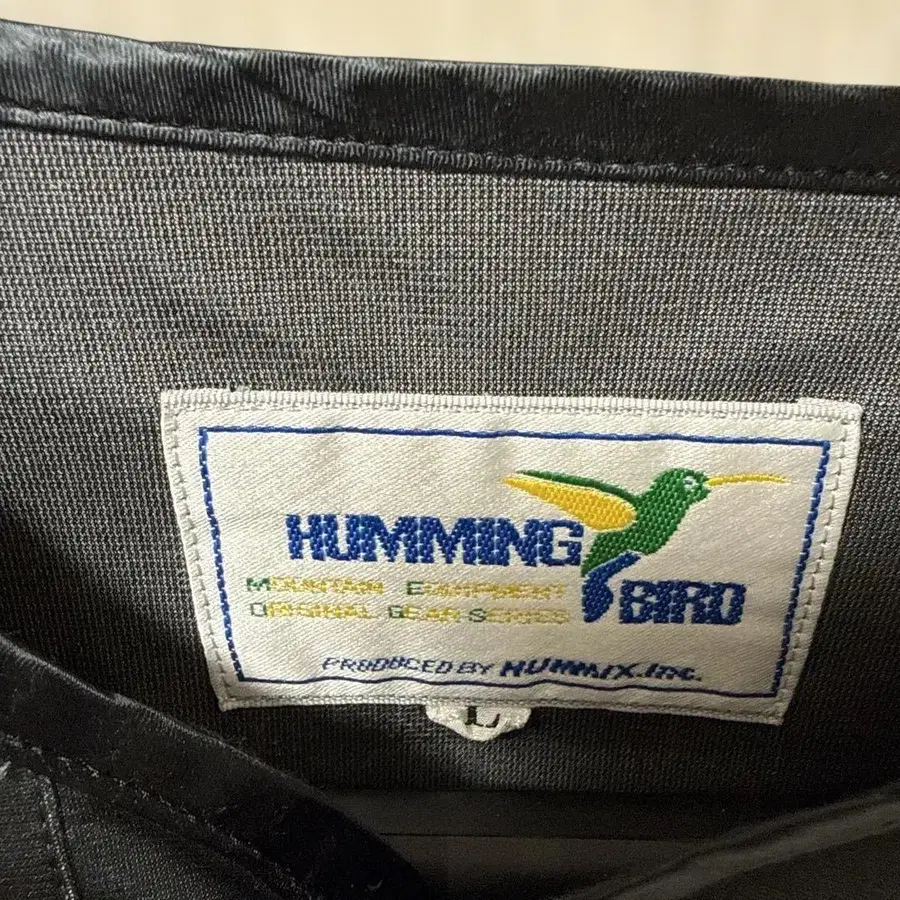 HUMMING
BIRD
MOUNTAIN EQUIPMENT
ORIGINAL GEAR SERIES
PRODUCED BY HUMMIX.INC.
L